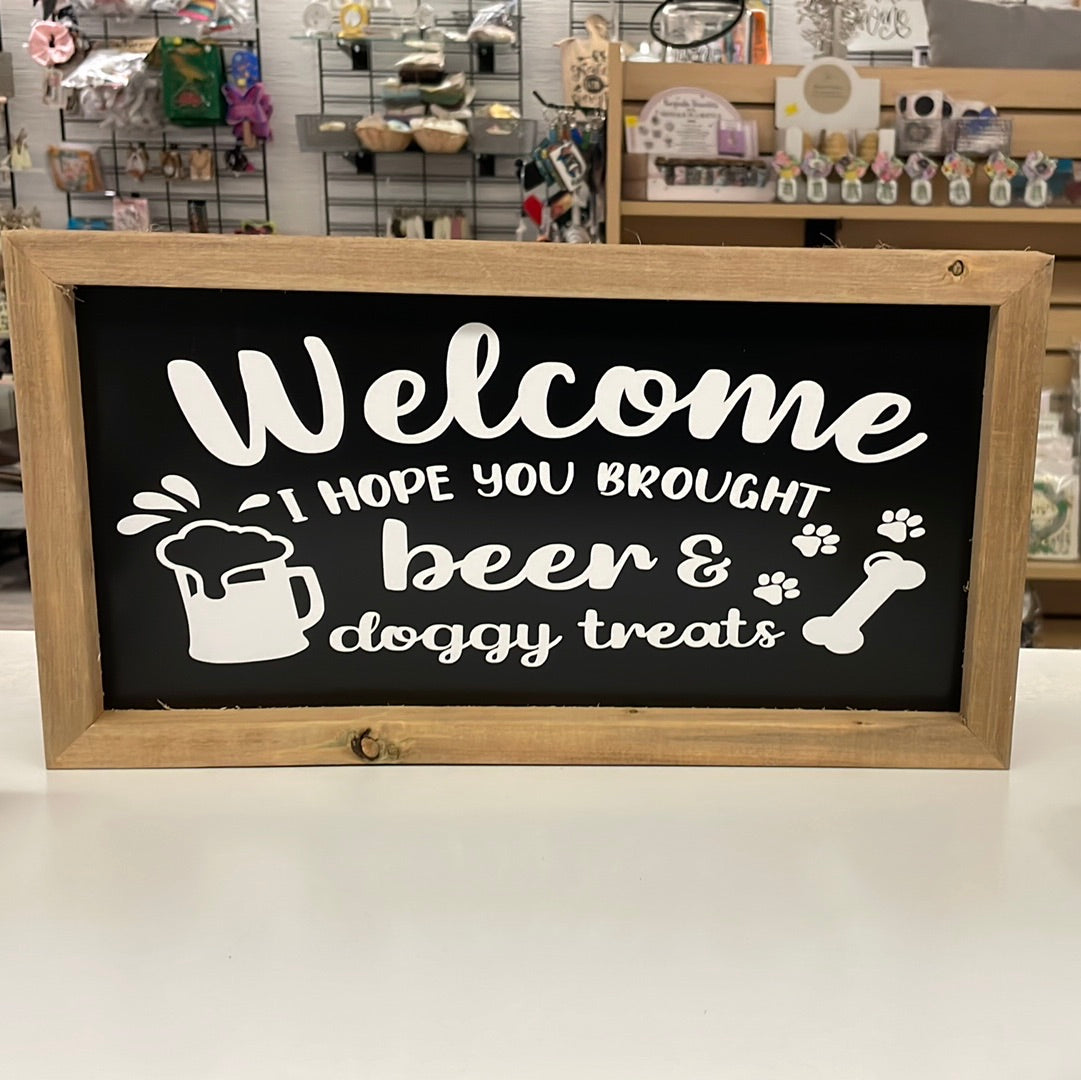 Welcome
I HOPE YOU BROUGHT
beer &
doggy treats